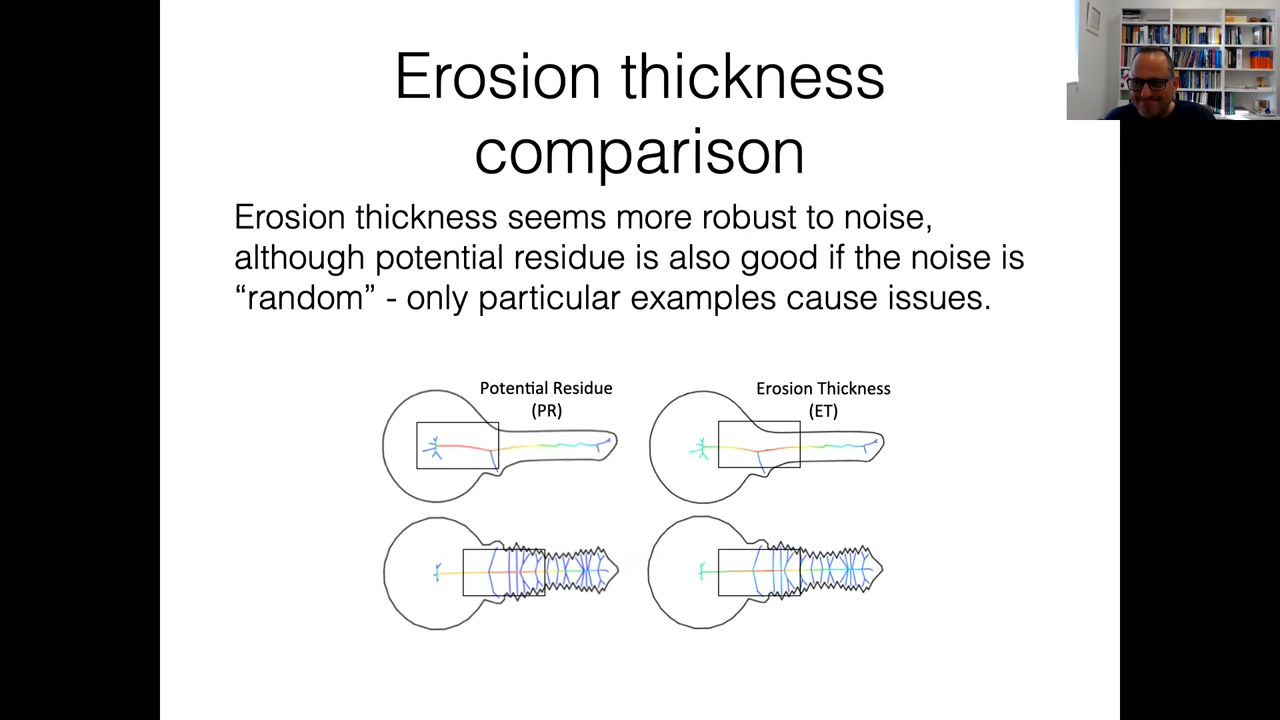 Erosion thickness
comparison
Erosion thickness seems more robust to noise,
although potential residue is also good if the noise is
“random” - only particular examples cause issues.
Potential Residue
(PR)
Erosion Thickness
(ET)